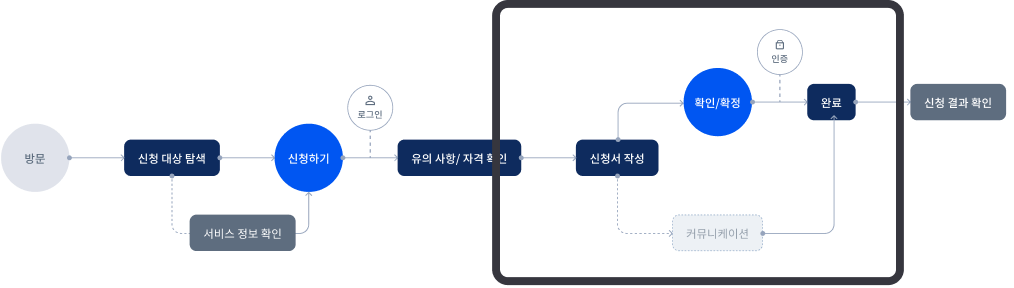 방문
신청 대상 탐색
서비스 정보 확인
신청하기
로그인
유의 사항/ 자격 확인
신청서 작성
확인/확정
인증
커뮤니케이션
완료
신청 결과 확인